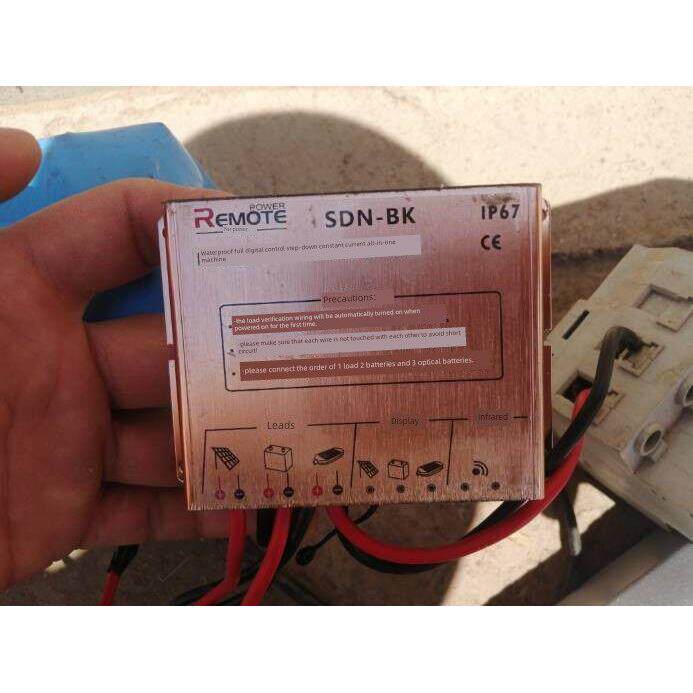 POWER
REMOTE
for power
SDN-BK
IP67
CE
Waterproof full digital control step-down constant current all-in-one
machine
Precautions:
-the load verification wiring will be automatically turned on when
powered on for the first time.
-please make sure that each wire is not touched with each other to avoid short
circuit!
-please connect the order of 1 load 2 batteries and 3 optical batteries.
Leads
Display
Infrared